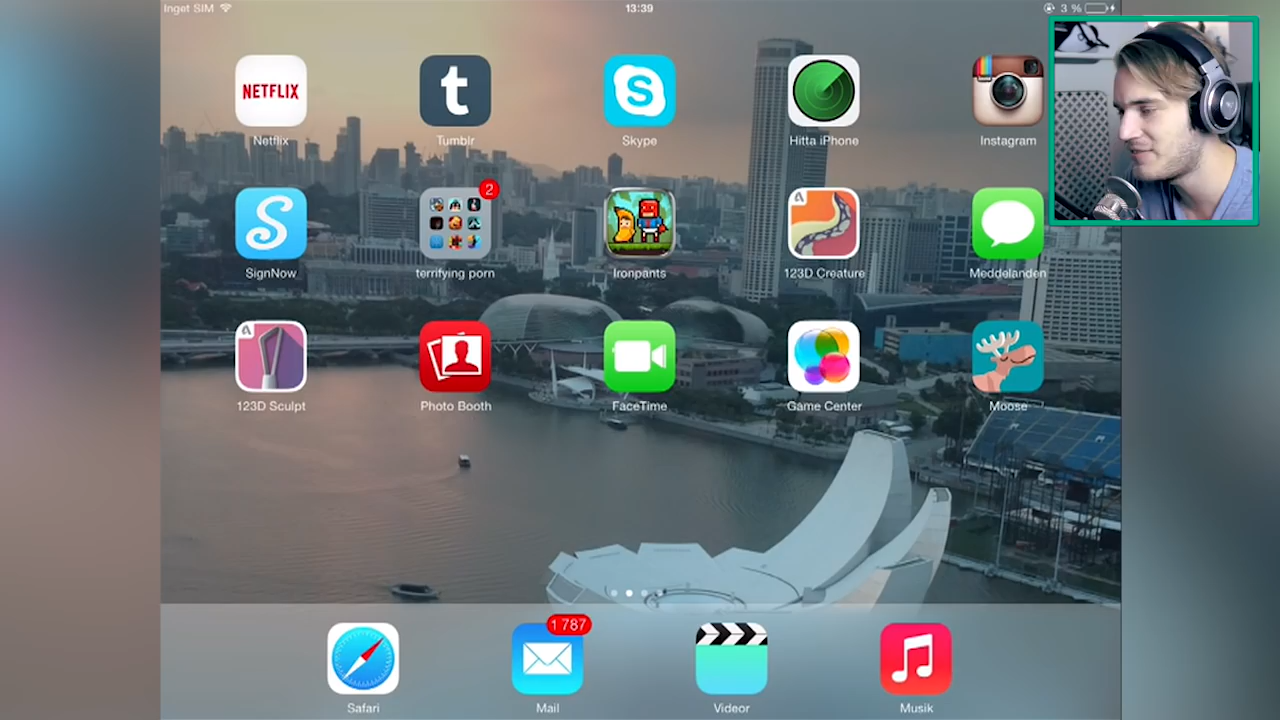 Inget SIM 13:39 3 %
NETFLIX
Netflix Tumblr Skype Hitta iPhone Instagram
2
SignNow terrifying porn Ironpants 123D Creature Meddelanden
123D Sculpt Photo Booth FaceTime Game Center Moose
1 787
Safari Mail Videor Musik